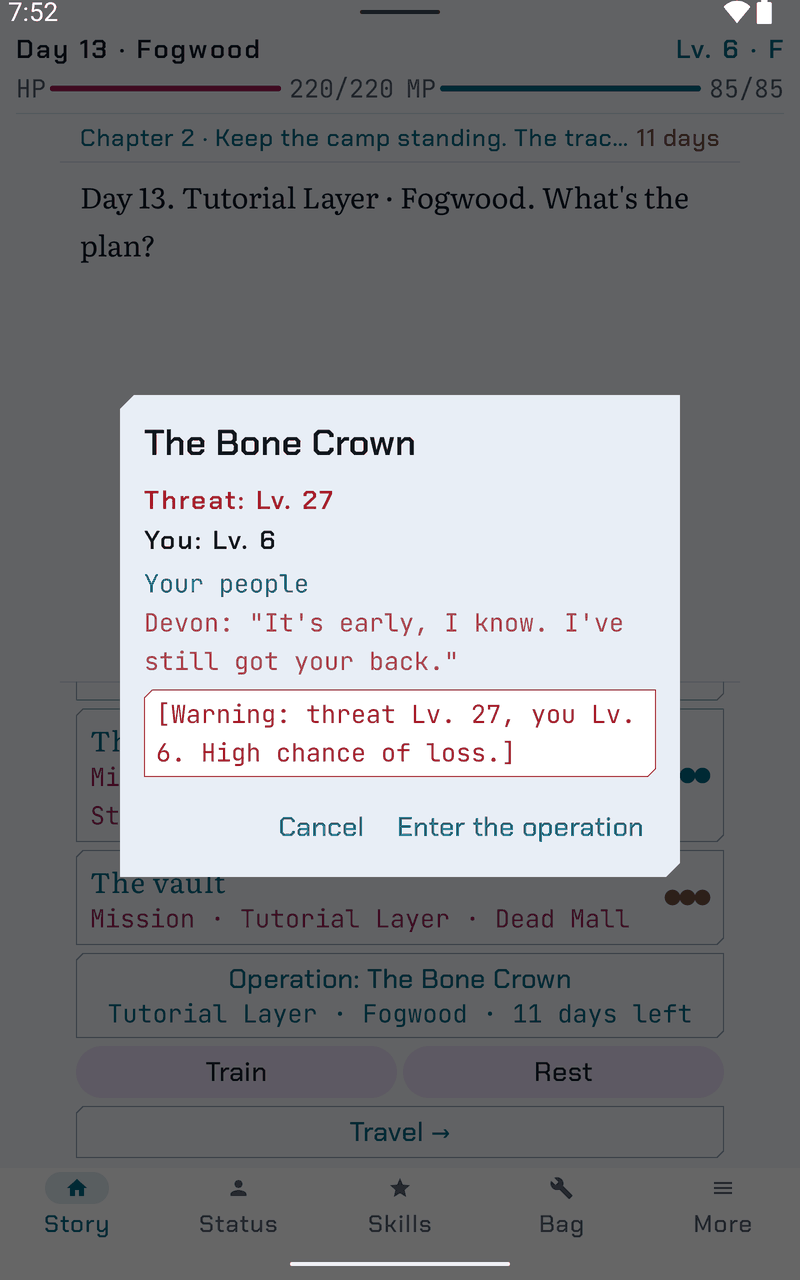 7:52
Day 13 · Fogwood
Lv. 6 · F
HP 220/220 MP 85/85
Chapter 2 · Keep the camp standing. The trac... 11 days
Day 13. Tutorial Layer · Fogwood. What's the
plan?
The Bone Crown
Threat: Lv. 27
You: Lv. 6
Your people
Devon: "It's early, I know. I've
still got your back."
[Warning: threat Lv. 27, you Lv.
6. High chance of loss.]
Cancel
Enter the operation
The vault
Mission · Tutorial Layer · Dead Mall
Operation: The Bone Crown
Tutorial Layer · Fogwood · 11 days left
Train
Rest
Travel →
Story
Status
Skills
Bag
More